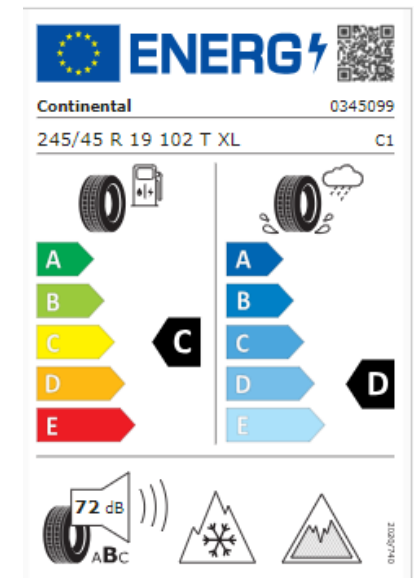 ENERG
Continental 0345099
245/45 R 19 102 T XL C1
A A
B B
C C C
D D D
E E
72 dB
ABC
2020/740